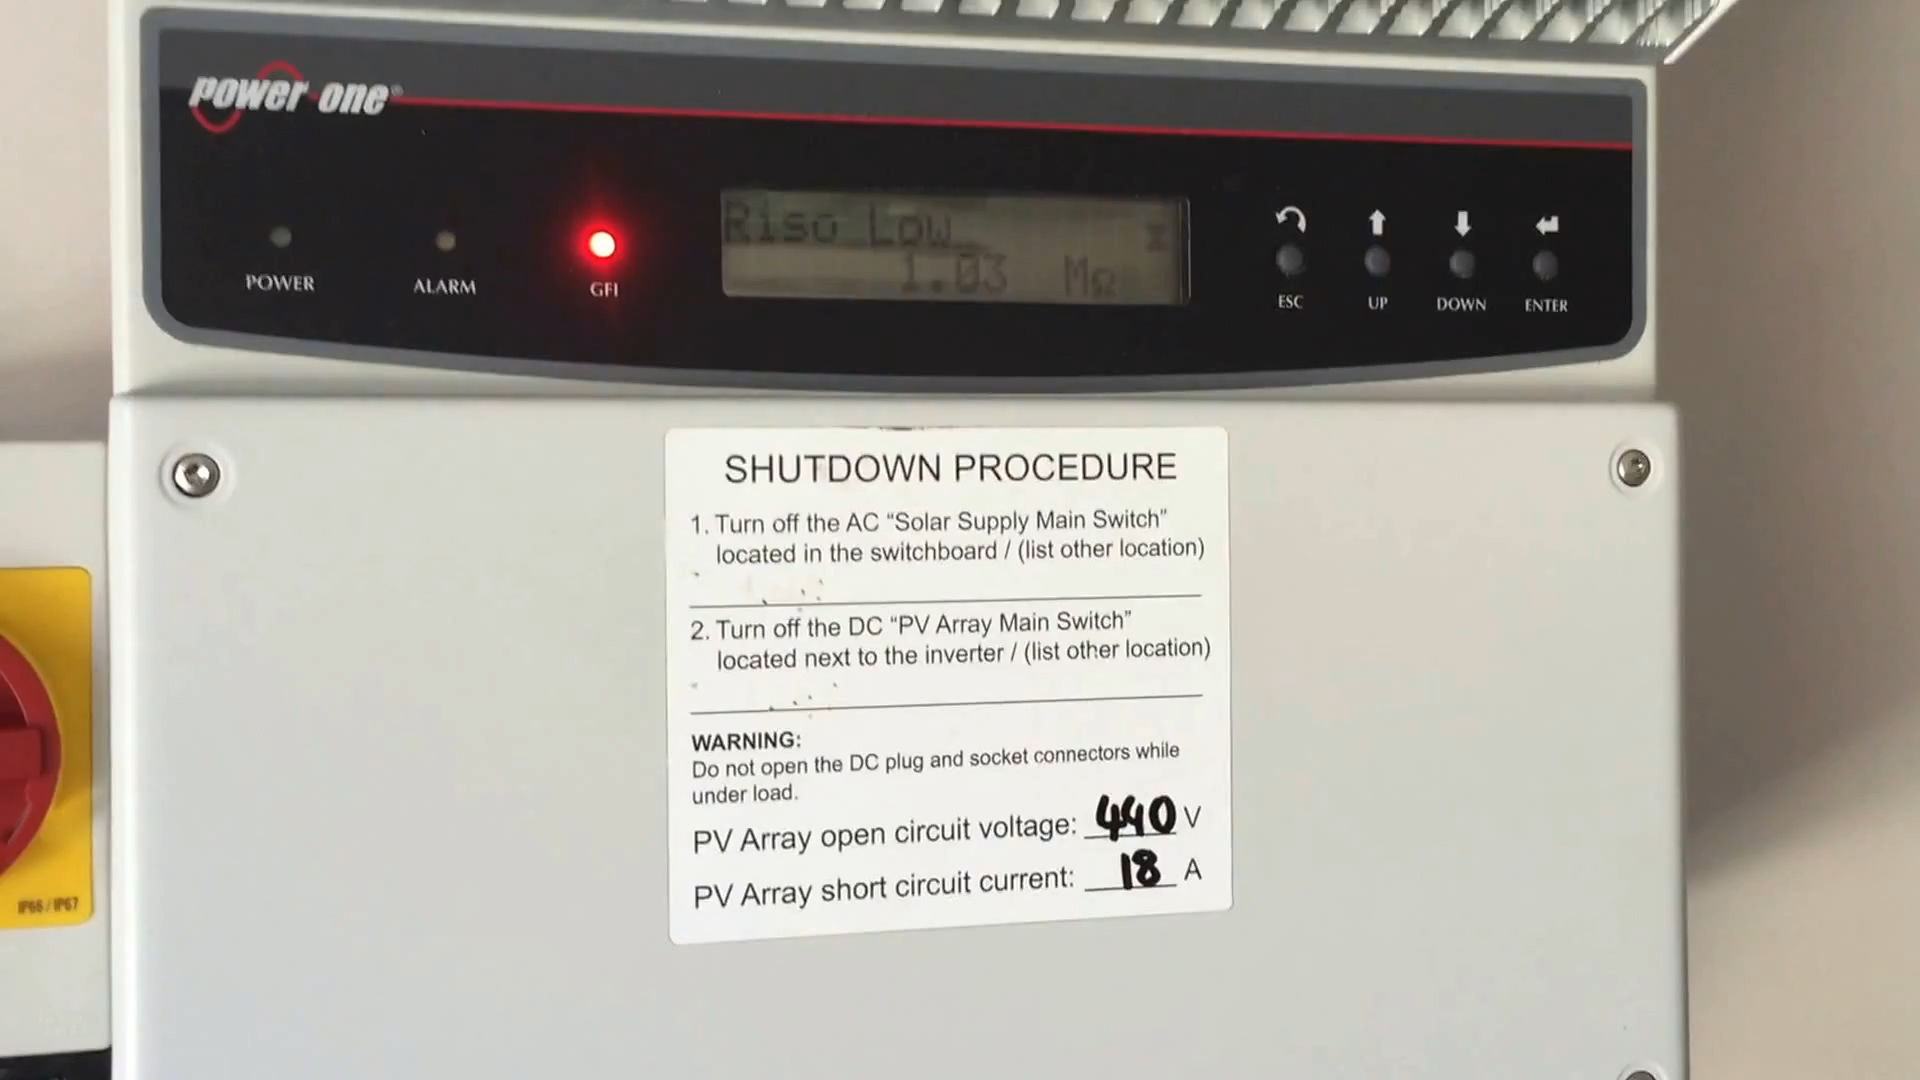 power-one®
POWER
ALARM
GFI
Riso Low
1.03 MΩ
ESC
UP
DOWN
ENTER
SHUTDOWN PROCEDURE
1. Turn off the AC “Solar Supply Main Switch”
located in the switchboard / (list other location)
2. Turn off the DC “PV Array Main Switch”
located next to the inverter / (list other location)
WARNING:
Do not open the DC plug and socket connectors while
under load.
PV Array open circuit voltage: 440 V
PV Array short circuit current: 18 A
IP66 / IP67